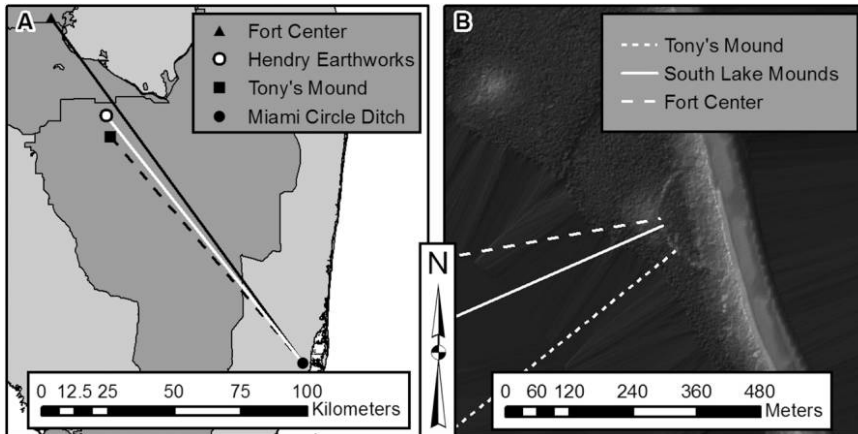 A
Fort Center
Hendry Earthworks
Tony's Mound
Miami Circle Ditch
0 12.5 25 50 75 100
Kilometers
N
B
Tony's Mound
South Lake Mounds
Fort Center
0 60 120 240 360 480
Meters